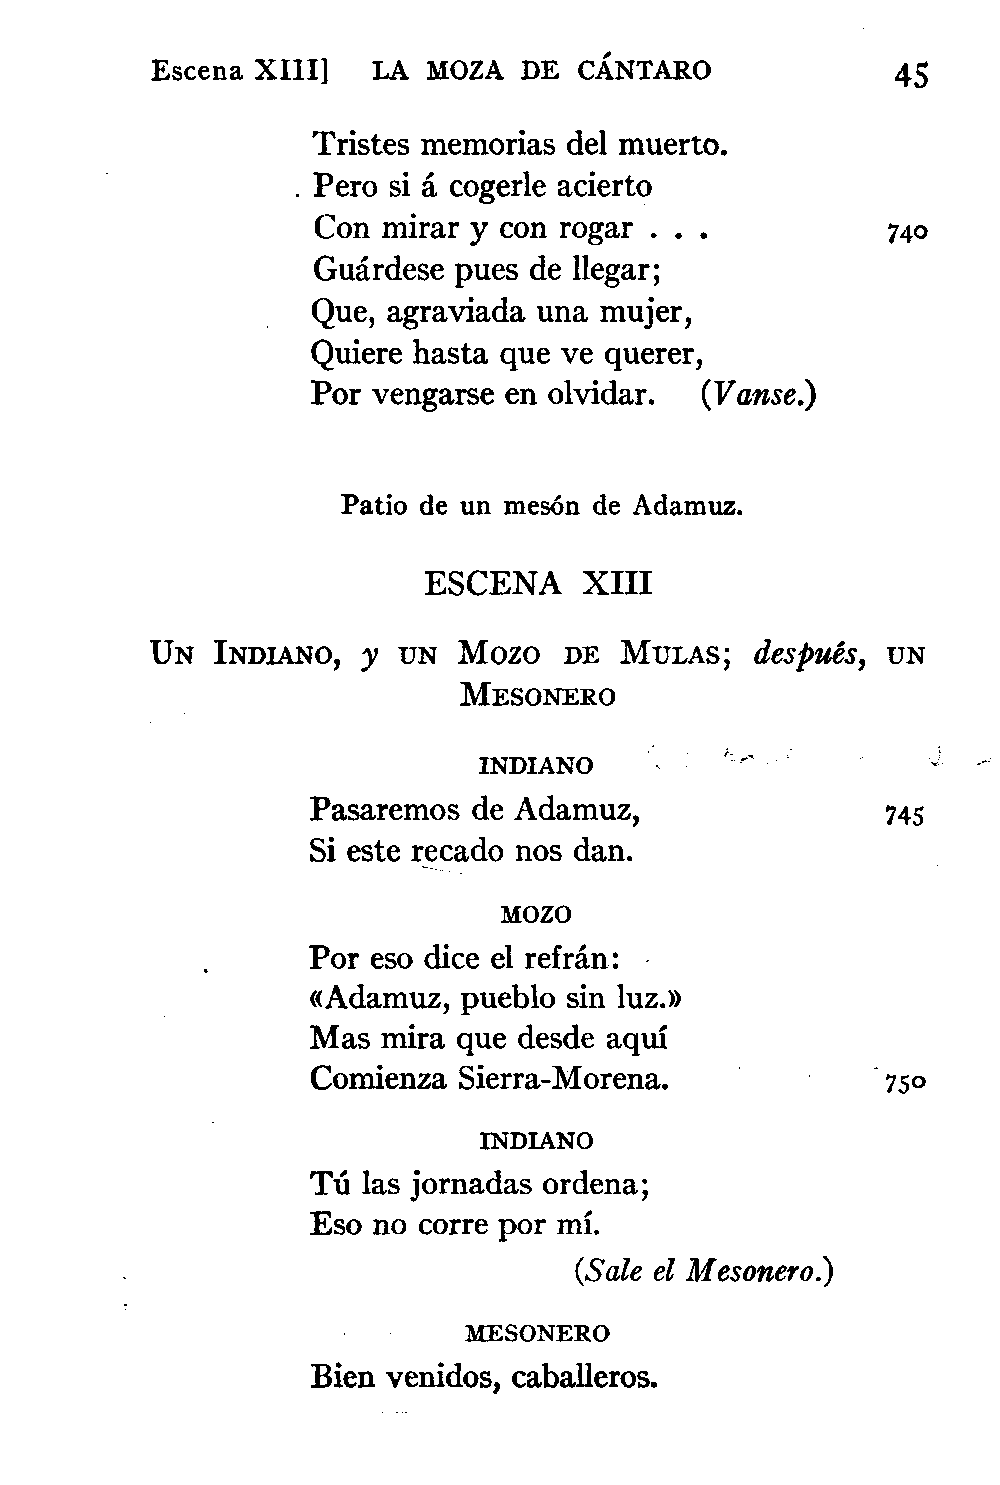 Escena XIII] LA MOZA DE CÁNTARO 45
Tristes memorias del muerto.
Pero si á cogerle acierto
Con mirar y con rogar . . . 740
Guárdese pues de llegar;
Que, agraviada una mujer,
Quiere hasta que ve querer,
Por vengarse en olvidar. (Vanse.)
Patio de un mesón de Adamuz.
ESCENA XIII
Un Indiano, y un Mozo de Mulas; después, un
Mesonero
INDIANO
Pasaremos de Adamuz, 745
Si este recado nos dan.
MOZO
Por eso dice el refrán:
«Adamuz, pueblo sin luz.»
Mas mira que desde aquí
Comienza Sierra-Morena. 750
INDIANO
Tú las jornadas ordena;
Eso no corre por mí.
(Sale el Mesonero.)
MESONERO
Bien venidos, caballeros.